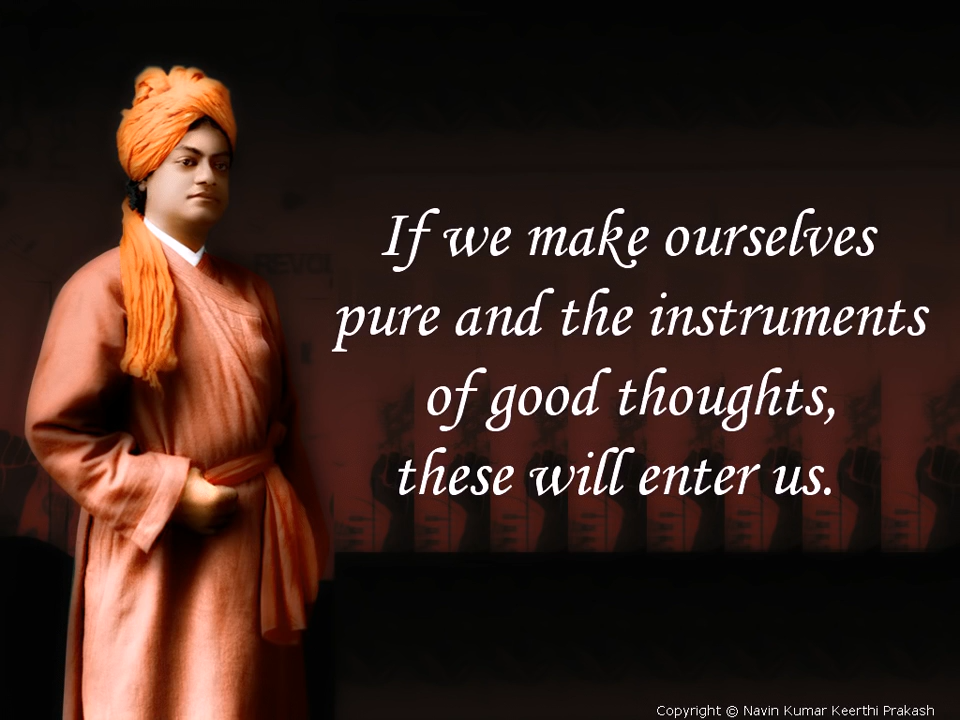 If we make ourselves
pure and the instruments
of good thoughts,
these will enter us.
Copyright © Navin Kumar Keerthi Prakash